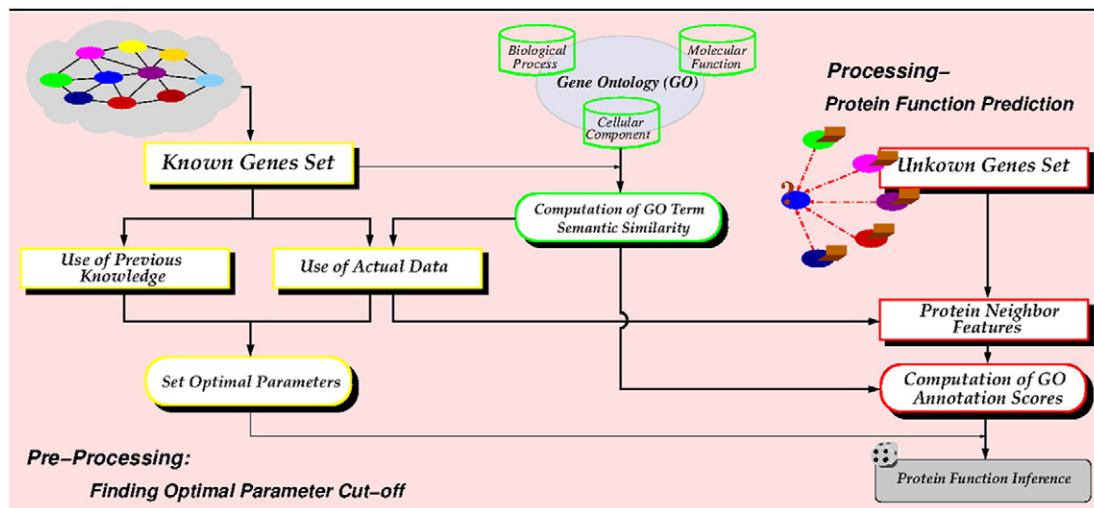 Biological
Process
Molecular
Function
Gene Ontology (GO)
Cellular
Component
Processing–
Protein Function Prediction
Known Genes Set
Unkown Genes Set
?
Computation of GO Term
Semantic Similarity
Use of Previous
Knowledge
Use of Actual Data
Protein Neighbor
Features
Set Optimal Parameters
Computation of GO
Annotation Scores
Pre–Processing:
Finding Optimal Parameter Cut–off
Protein Function Inference